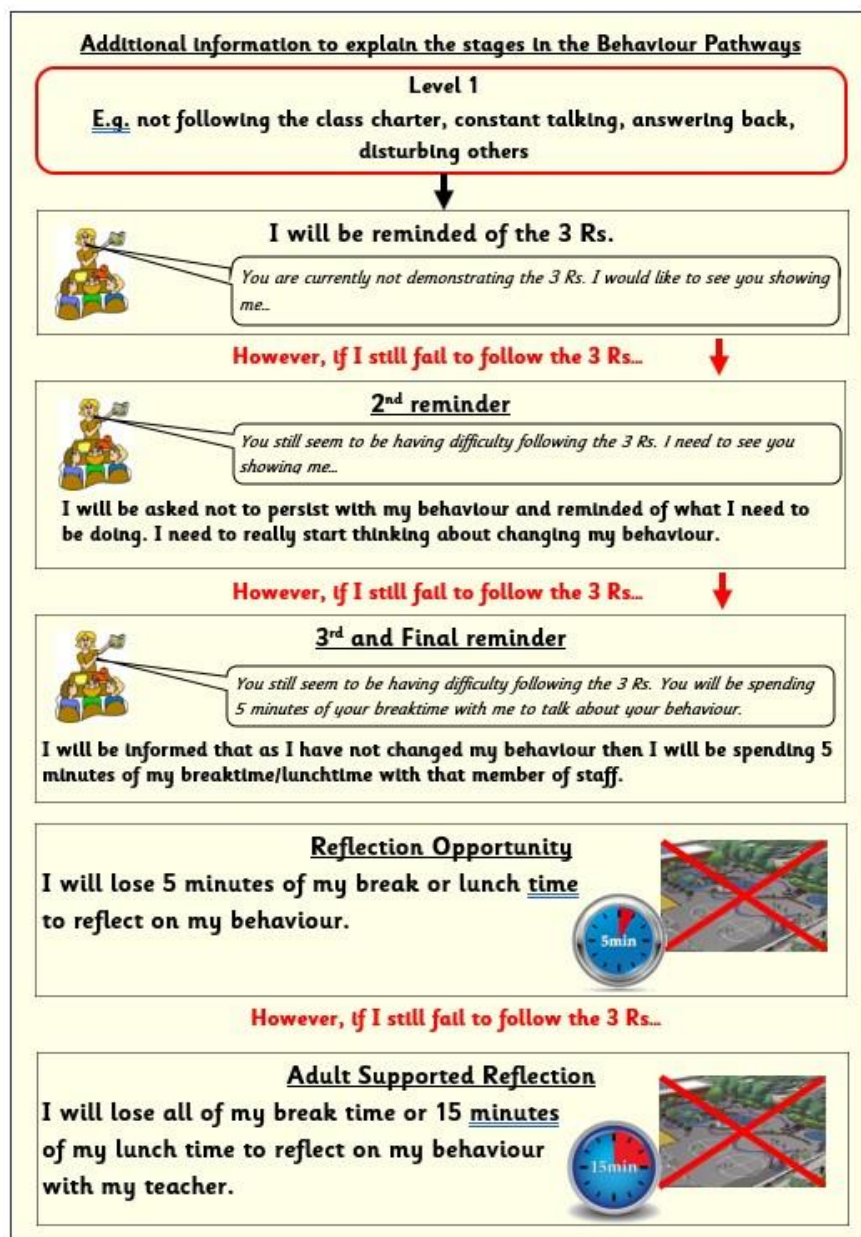 Additional information to explain the stages in the Behaviour Pathways
Level 1
E.g. not following the class charter, constant talking, answering back,
disturbing others
I will be reminded of the 3 Rs.
You are currently not demonstrating the 3 Rs. I would like to see you showing
me...
However, if I still fail to follow the 3 Rs...
2nd reminder
You still seem to be having difficulty following the 3 Rs. I need to see you
showing me...
I will be asked not to persist with my behaviour and reminded of what I need to
be doing. I need to really start thinking about changing my behaviour.
However, if I still fail to follow the 3 Rs...
3rd and Final reminder
You still seem to be having difficulty following the 3 Rs. You will be spending
5 minutes of your breaktime with me to talk about your behaviour.
I will be informed that as I have not changed my behaviour then I will be spending 5
minutes of my breaktime/lunchtime with that member of staff.
Reflection Opportunity
I will lose 5 minutes of my break or lunch time
to reflect on my behaviour.
5min
However, if I still fail to follow the 3 Rs...
Adult Supported Reflection
I will lose all of my break time or 15 minutes
of my lunch time to reflect on my behaviour
with my teacher.
15min